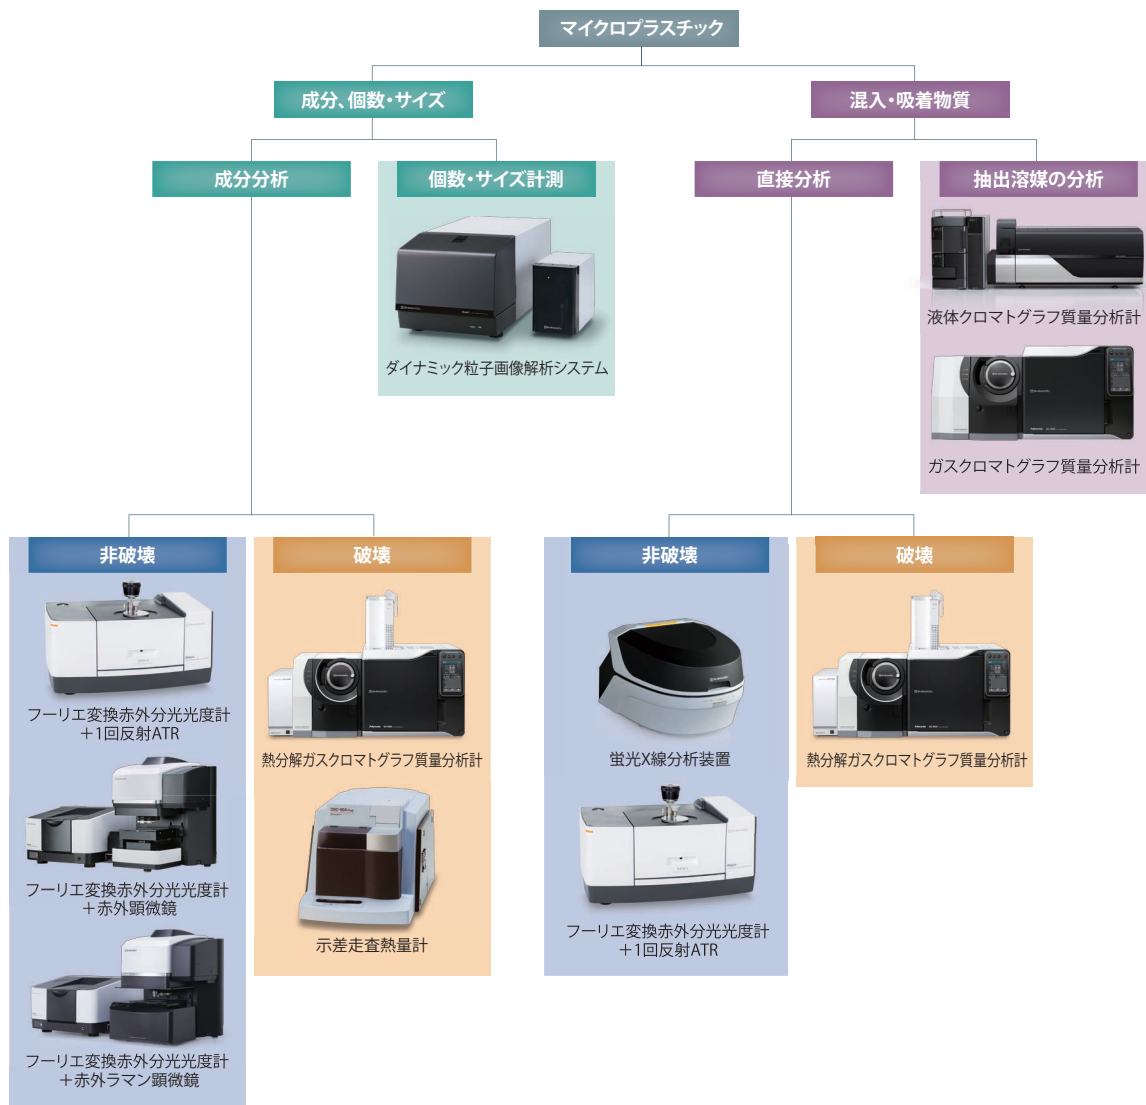 マイクロプラスチック
成分、個数・サイズ
混入・吸着物質
成分分析
個数・サイズ計測
直接分析
抽出溶媒の分析
ダイナミック粒子画像解析システム
液体クロマトグラフ質量分析計
ガスクロマトグラフ質量分析計
非破壊
破壊
非破壊
破壊
フーリエ変換赤外分光光度計
+1回反射ATR
熱分解ガスクロマトグラフ質量分析計
蛍光X線分析装置
熱分解ガスクロマトグラフ質量分析計
フーリエ変換赤外分光光度計
+赤外顕微鏡
示差走査熱量計
フーリエ変換赤外分光光度計
+1回反射ATR
フーリエ変換赤外分光光度計
+赤外ラマン顕微鏡